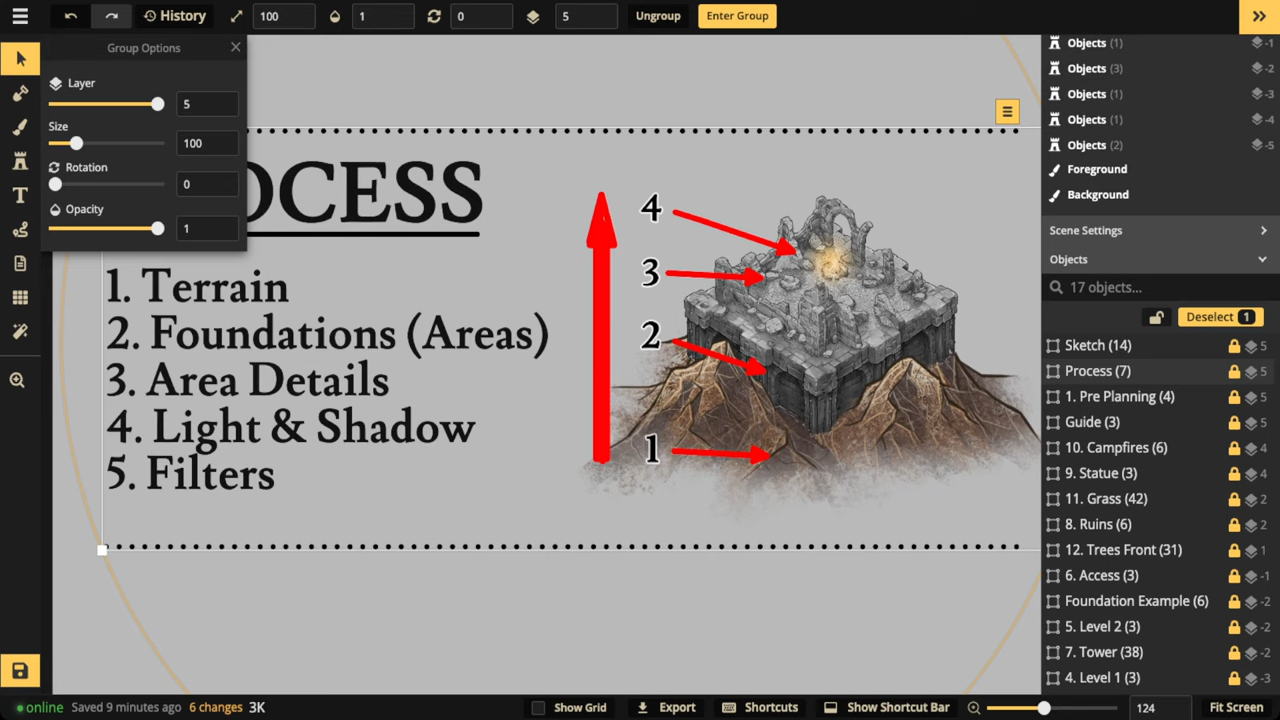 History
100
1
0
5
Ungroup
Enter Group
Group Options
Layer
5
Size
100
Rotation
0
Opacity
1
OCESS
1. Terrain
2. Foundations (Areas)
3. Area Details
4. Light & Shadow
5. Filters
4
3
2
1
Objects (1) -1
Objects (3) -2
Objects (1) -3
Objects (1) -4
Objects (2) -5
Foreground
Background
Scene Settings
Objects
17 objects...
Deselect 1
Sketch (14) 5
Process (7) 5
1. Pre Planning (4) 5
Guide (3) 5
10. Campfires (6) 4
9. Statue (3) 4
11. Grass (42) 2
8. Ruins (6) 2
12. Trees Front (31) 1
6. Access (3) -1
Foundation Example (6) -2
5. Level 2 (3) -2
7. Tower (38) -2
4. Level 1 (3) -3
online Saved 9 minutes ago 6 changes 3K
Show Grid
Export
Shortcuts
Show Shortcut Bar
124
Fit Screen